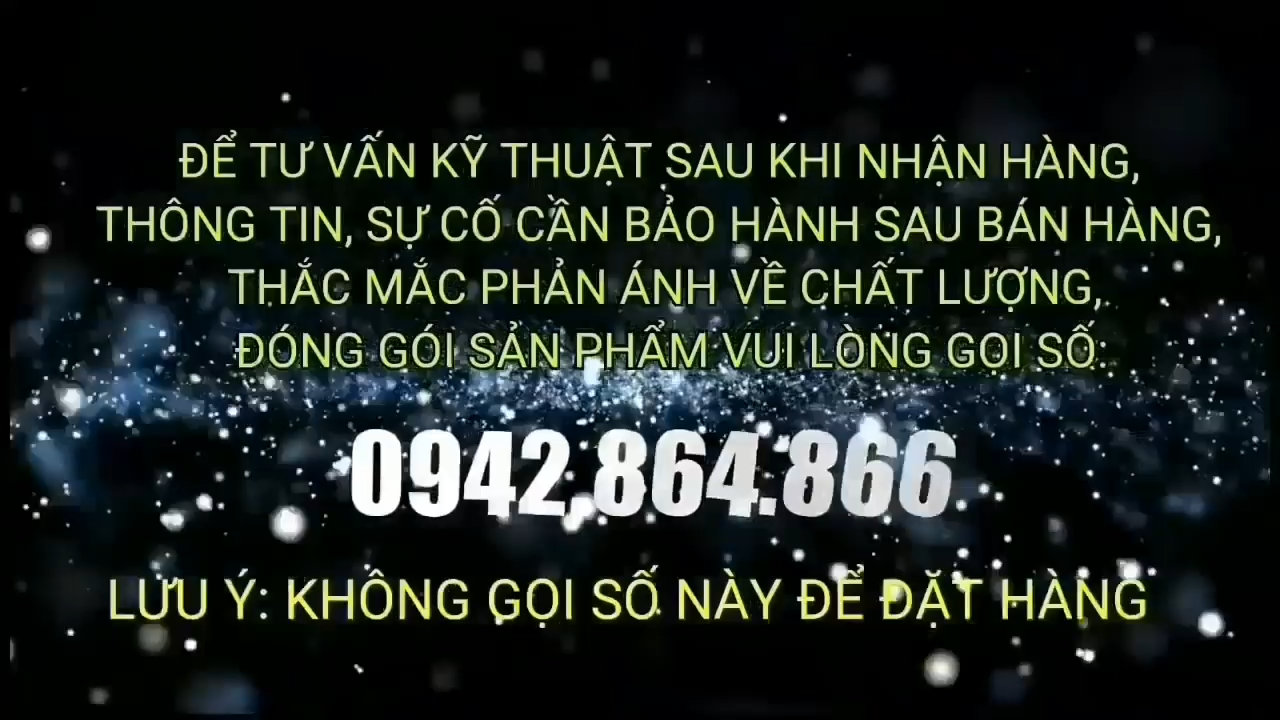 ĐỂ TƯ VẤN KỸ THUẬT SAU KHI NHẬN HÀNG,
THÔNG TIN, SỰ CỐ CẦN BẢO HÀNH SAU BÁN HÀNG,
THẮC MẮC PHẢN ÁNH VỀ CHẤT LƯỢNG,
ĐÓNG GÓI SẢN PHẨM VUI LÒNG GỌI SỐ:
0942.864.866
LƯU Ý: KHÔNG GỌI SỐ NÀY ĐỂ ĐẶT HÀNG